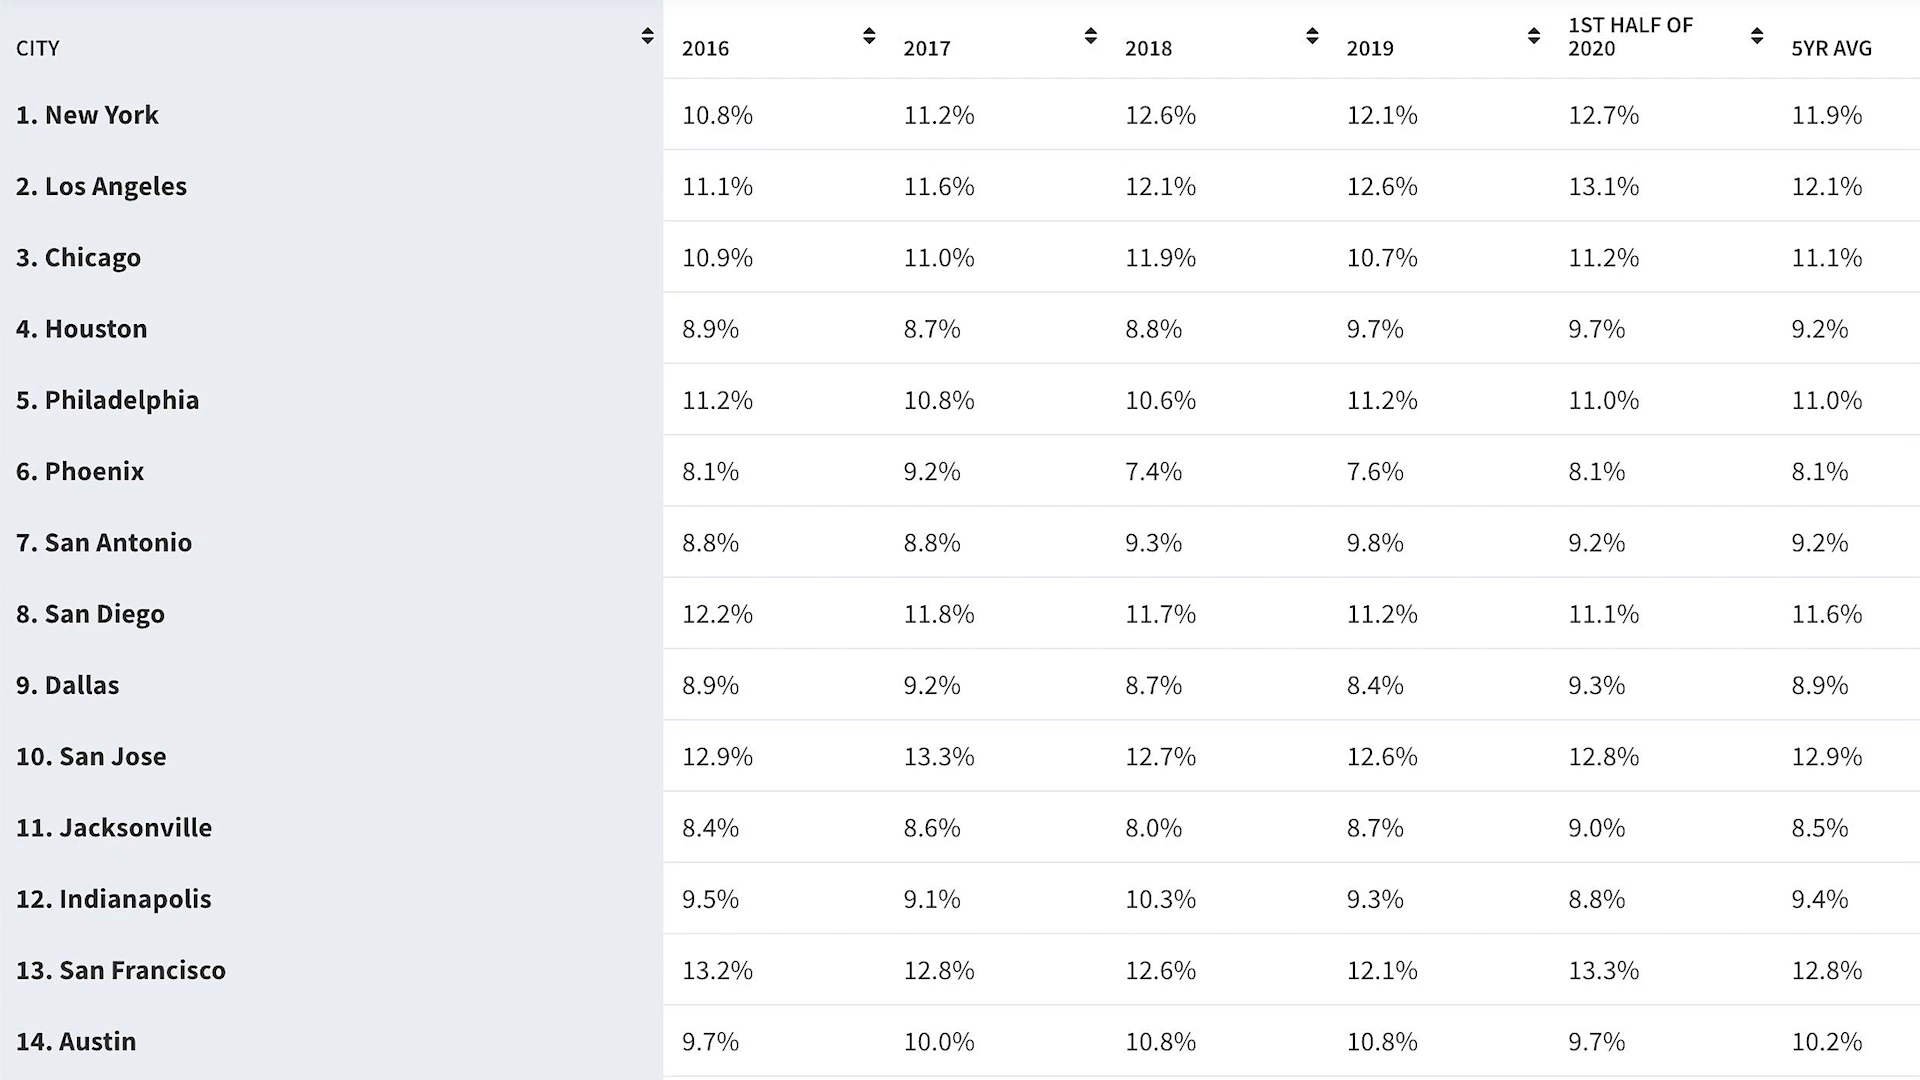 CITY 2016 2017 2018 2019 1ST HALF OF 2020 5YR AVG
1. New York 10.8% 11.2% 12.6% 12.1% 12.7% 11.9%
2. Los Angeles 11.1% 11.6% 12.1% 12.6% 13.1% 12.1%
3. Chicago 10.9% 11.0% 11.9% 10.7% 11.2% 11.1%
4. Houston 8.9% 8.7% 8.8% 9.7% 9.7% 9.2%
5. Philadelphia 11.2% 10.8% 10.6% 11.2% 11.0% 11.0%
6. Phoenix 8.1% 9.2% 7.4% 7.6% 8.1% 8.1%
7. San Antonio 8.8% 8.8% 9.3% 9.8% 9.2% 9.2%
8. San Diego 12.2% 11.8% 11.7% 11.2% 11.1% 11.6%
9. Dallas 8.9% 9.2% 8.7% 8.4% 9.3% 8.9%
10. San Jose 12.9% 13.3% 12.7% 12.6% 12.8% 12.9%
11. Jacksonville 8.4% 8.6% 8.0% 8.7% 9.0% 8.5%
12. Indianapolis 9.5% 9.1% 10.3% 9.3% 8.8% 9.4%
13. San Francisco 13.2% 12.8% 12.6% 12.1% 13.3% 12.8%
14. Austin 9.7% 10.0% 10.8% 10.8% 9.7% 10.2%